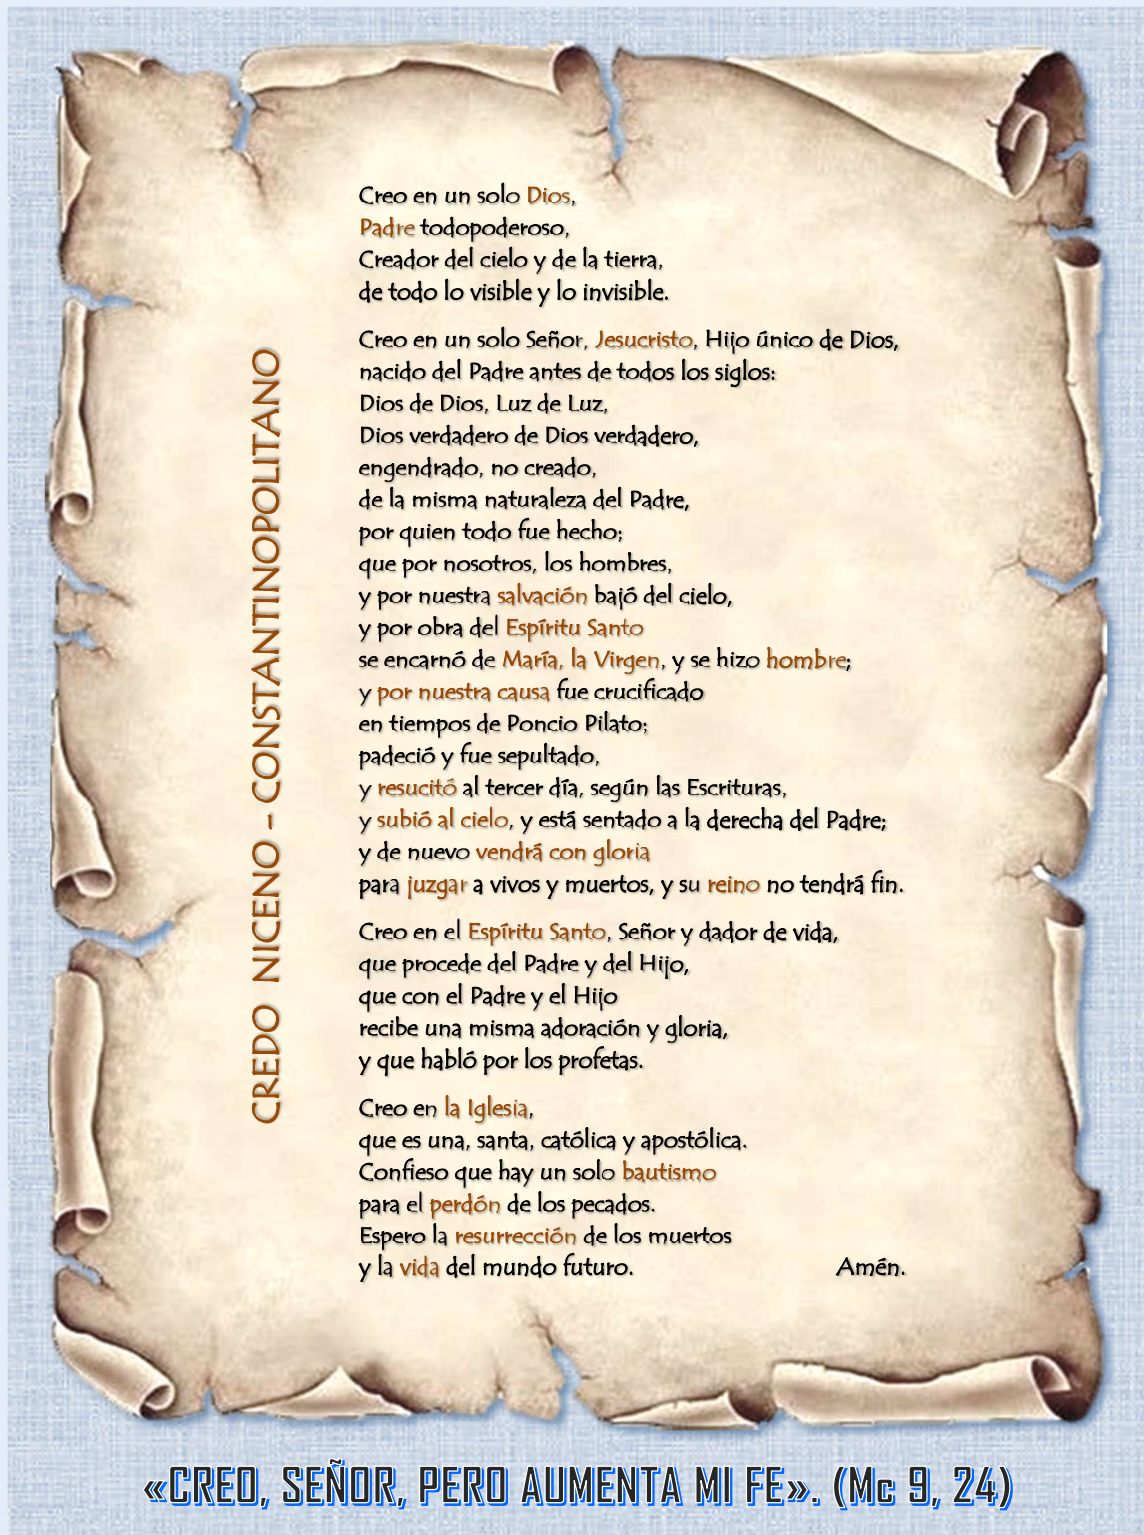 CREDO NICENO – CONSTANTINOPOLITANO
Creo en un solo Dios,
Padre todopoderoso,
Creador del cielo y de la tierra,
de todo lo visible y lo invisible.
Creo en un solo Señor, Jesucristo, Hijo único de Dios,
nacido del Padre antes de todos los siglos:
Dios de Dios, Luz de Luz,
Dios verdadero de Dios verdadero,
engendrado, no creado,
de la misma naturaleza del Padre,
por quien todo fue hecho;
que por nosotros, los hombres,
y por nuestra salvación bajó del cielo,
y por obra del Espíritu Santo
se encarnó de María, la Virgen, y se hizo hombre;
y por nuestra causa fue crucificado
en tiempos de Poncio Pilato;
padeció y fue sepultado,
y resucitó al tercer día, según las Escrituras,
y subió al cielo, y está sentado a la derecha del Padre;
y de nuevo vendrá con gloria
para juzgar a vivos y muertos, y su reino no tendrá fin.
Creo en el Espíritu Santo, Señor y dador de vida,
que procede del Padre y del Hijo,
que con el Padre y el Hijo
recibe una misma adoración y gloria,
y que habló por los profetas.
Creo en la Iglesia,
que es una, santa, católica y apostólica.
Confieso que hay un solo bautismo
para el perdón de los pecados.
Espero la resurrección de los muertos
y la vida del mundo futuro. Amén.
«CREO, SEÑOR, PERO AUMENTA MI FE». (Mc 9, 24)